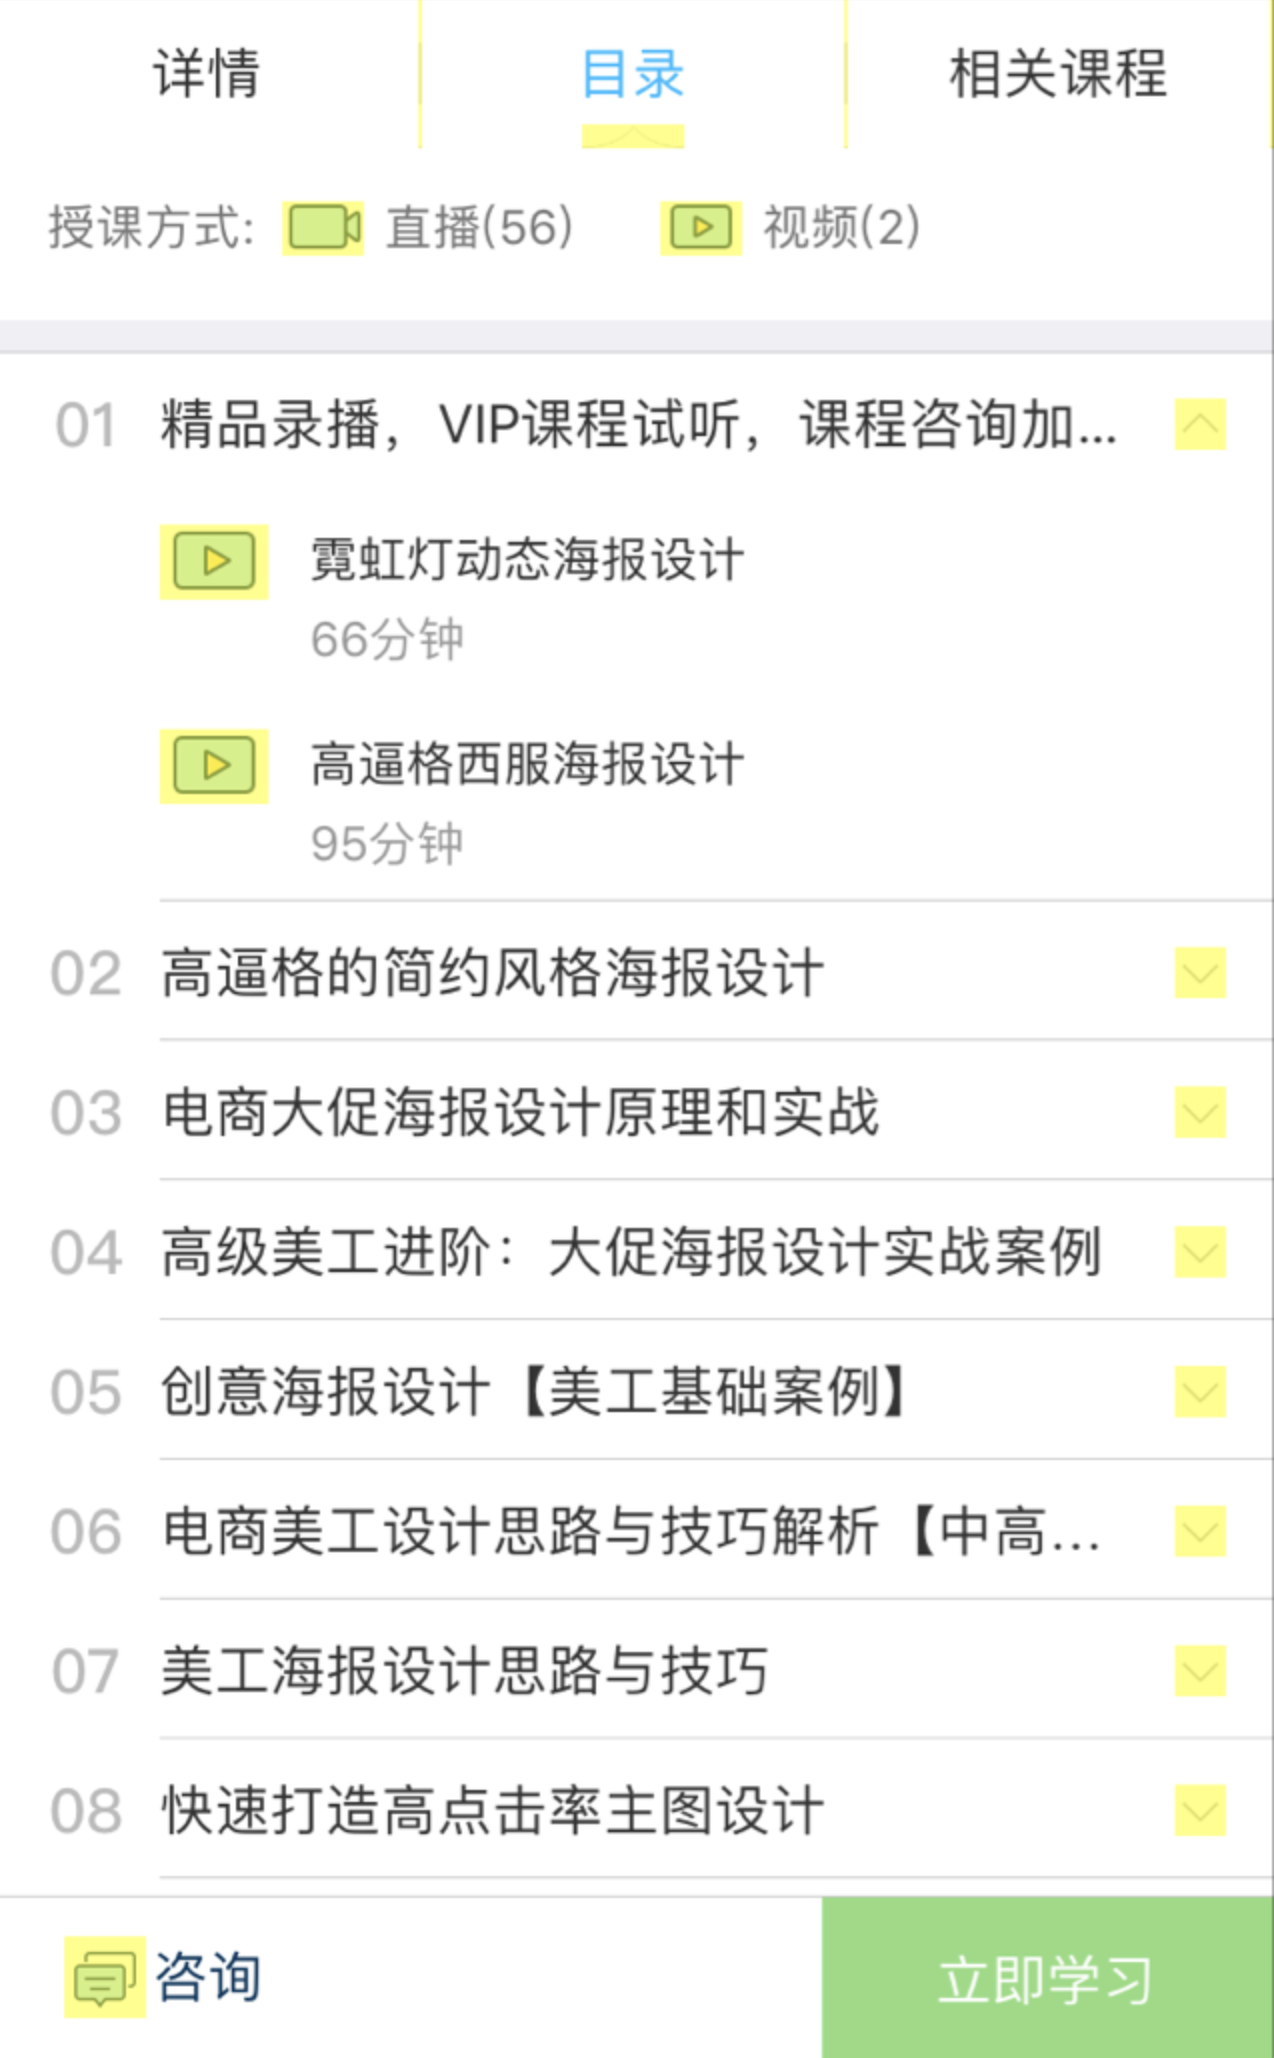 详情 目录 相关课程
授课方式: 直播(56) 视频(2)
01 精品录播，VIP课程试听，课程咨询加...
霓虹灯动态海报设计
66分钟
高逼格西服海报设计
95分钟
02 高逼格的简约风格海报设计
03 电商大促海报设计原理和实战
04 高级美工进阶：大促海报设计实战案例
05 创意海报设计【美工基础案例】
06 电商美工设计思路与技巧解析【中高...
07 美工海报设计思路与技巧
08 快速打造高点击率主图设计
咨询 立即学习